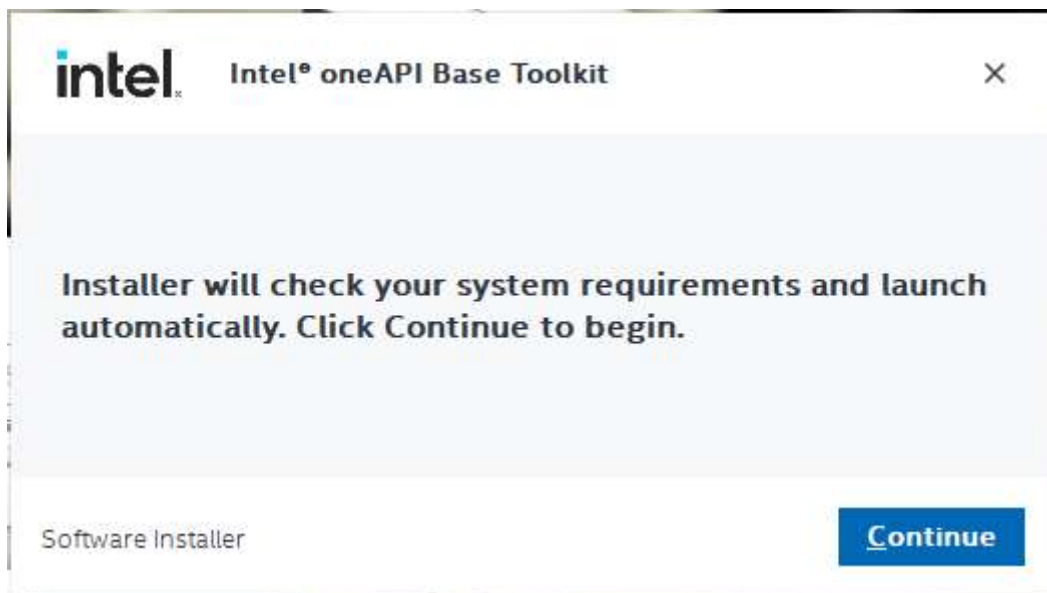 intel.
Intel® oneAPI Base Toolkit
Installer will check your system requirements and launch
automatically. Click Continue to begin.
Software Installer
Continue